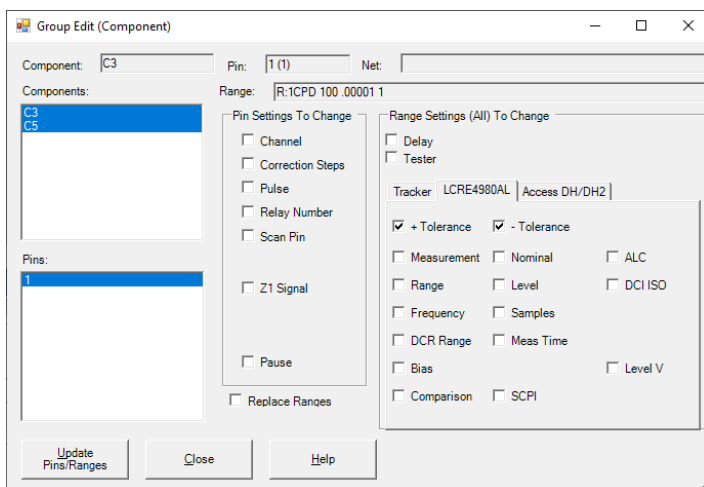 Group Edit (Component)
Component: C3 Pin: 1 (1) Net:
Components: Range: R:1CPD 100 .00001 1
C3
C5
Pin Settings To Change
Channel
Correction Steps
Pulse
Relay Number
Scan Pin
Z1 Signal
Pause
Replace Ranges
Range Settings (All) To Change
Delay
Tester
Tracker LCRE4980AL Access DH/DH2
+ Tolerance - Tolerance
Measurement Nominal ALC
Range Level DCI ISO
Frequency Samples
DCR Range Meas Time
Bias Level V
Comparison SCPI
Pins:
1
Update
Pins/Ranges
Close
Help